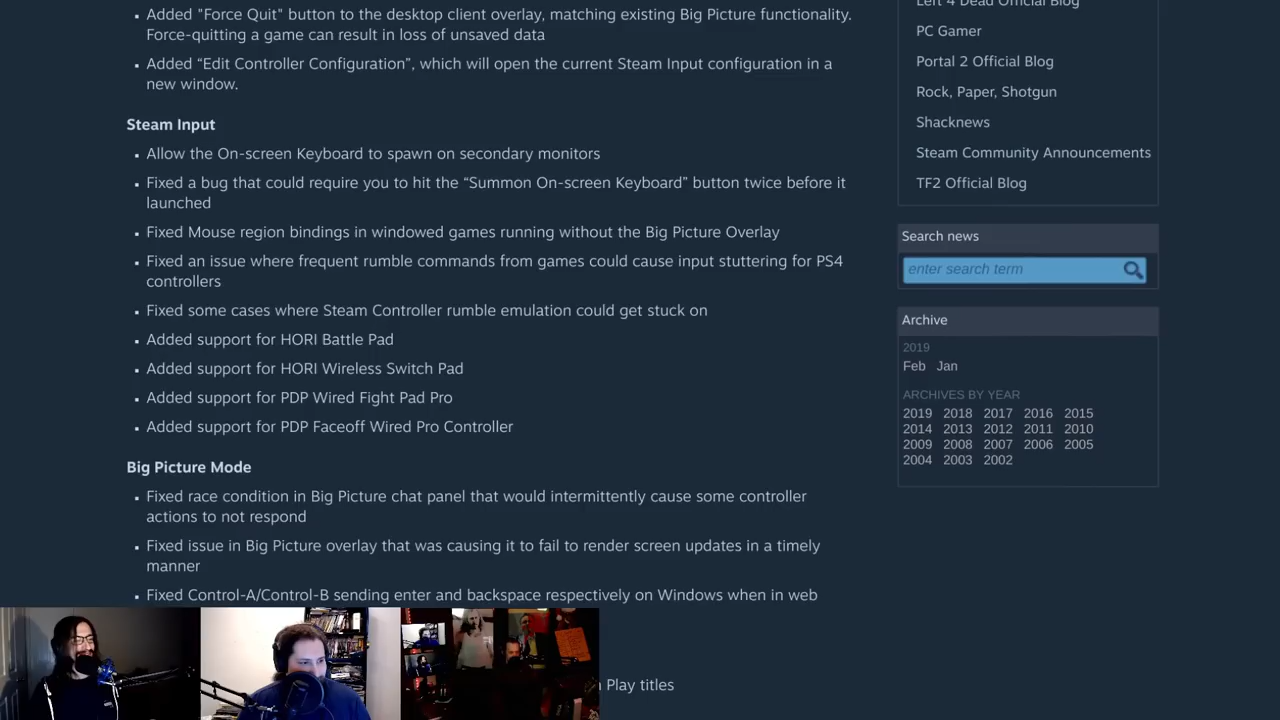 Added "Force Quit" button to the desktop client overlay, matching existing Big Picture functionality.
Force-quitting a game can result in loss of unsaved data
Added “Edit Controller Configuration”, which will open the current Steam Input configuration in a
new window.
Steam Input
Allow the On-screen Keyboard to spawn on secondary monitors
Fixed a bug that could require you to hit the “Summon On-screen Keyboard” button twice before it
launched
Fixed Mouse region bindings in windowed games running without the Big Picture Overlay
Fixed an issue where frequent rumble commands from games could cause input stuttering for PS4
controllers
Fixed some cases where Steam Controller rumble emulation could get stuck on
Added support for HORI Battle Pad
Added support for HORI Wireless Switch Pad
Added support for PDP Wired Fight Pad Pro
Added support for PDP Faceoff Wired Pro Controller
Big Picture Mode
Fixed race condition in Big Picture chat panel that would intermittently cause some controller
actions to not respond
Fixed issue in Big Picture overlay that was causing it to fail to render screen updates in a timely
manner
Fixed Control-A/Control-B sending enter and backspace respectively on Windows when in web
Play titles
Left 4 Dead Official Blog
PC Gamer
Portal 2 Official Blog
Rock, Paper, Shotgun
Shacknews
Steam Community Announcements
TF2 Official Blog
Search news
enter search term
Archive
2019
Feb Jan
ARCHIVES BY YEAR
2019 2018 2017 2016 2015
2014 2013 2012 2011 2010
2009 2008 2007 2006 2005
2004 2003 2002